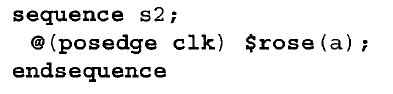 sequence s2;
@(posedge clk) $rose(a);
endsequence